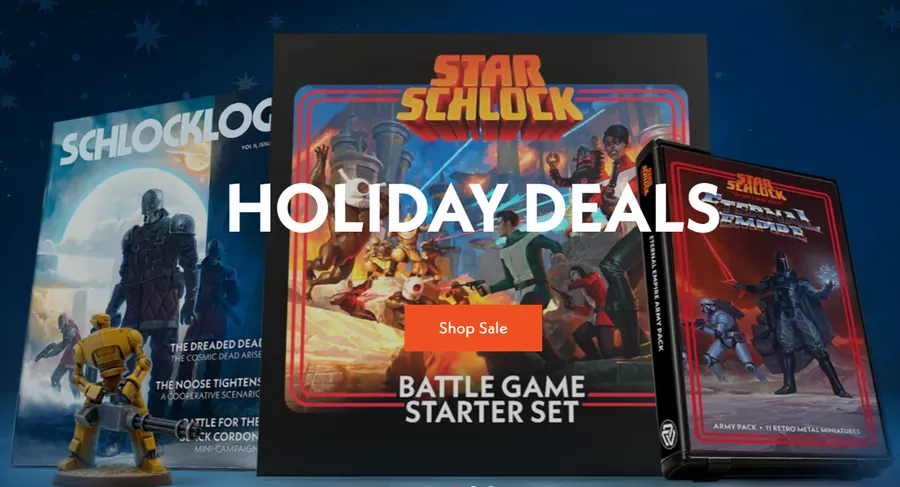 SCHLOCKLOG
VOL II, ISSU
THE DREADED DEAD
THE COSMIC DEAD ARISE
THE NOOSE TIGHTENS
A COOPERATIVE SCENARIO
BATTLE FOR THE
BLACK CORDON
MINI-CAMPAIGN
STAR
SCHLOCK
HOLIDAY DEALS
Shop Sale
BATTLE GAME
STARTER SET
ETERNAL EMPIRE ARMY PACK
STAR
SCHLOCK
ETERNAL
EMPIRE
ARMY PACK • 11 RETRO METAL MINIATURES